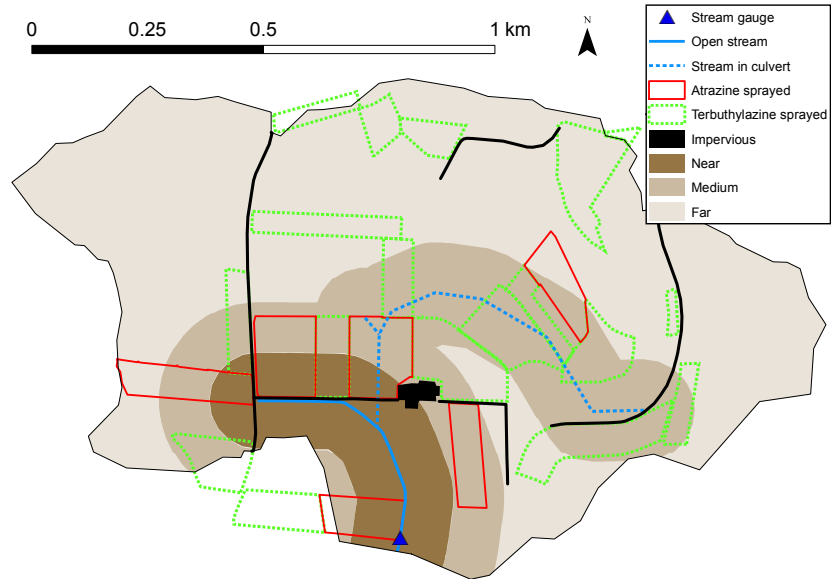 0 0.25 0.5 1 km
N
Stream gauge
Open stream
Stream in culvert
Atrazine sprayed
Terbuthylazine sprayed
Impervious
Near
Medium
Far